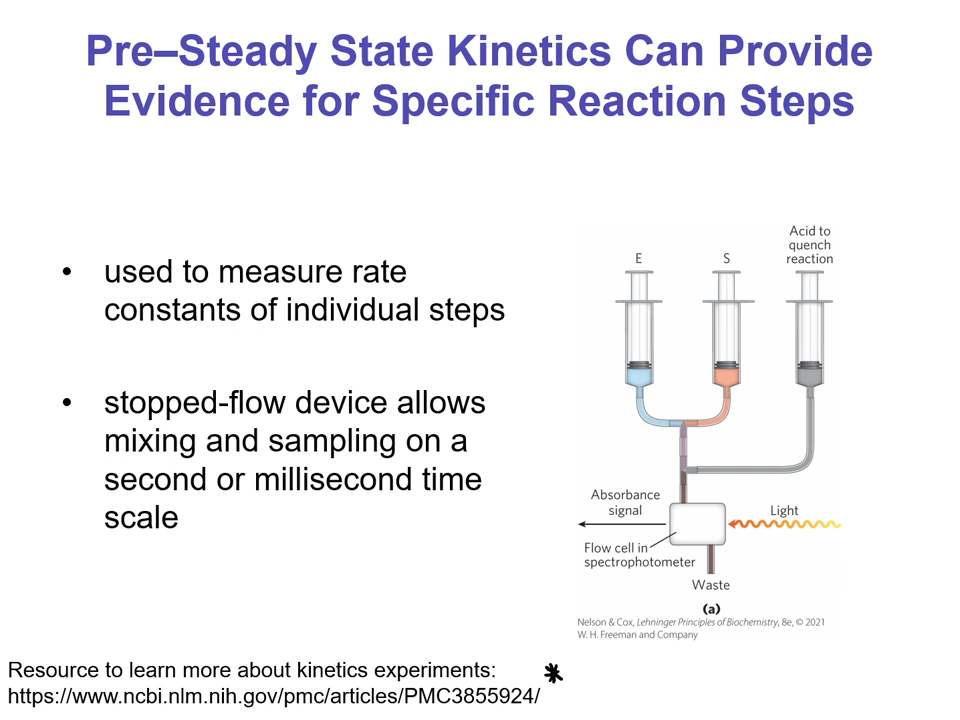 Pre–Steady State Kinetics Can Provide
Evidence for Specific Reaction Steps
• used to measure rate
constants of individual steps
• stopped-flow device allows
mixing and sampling on a
second or millisecond time
scale
E
S
Acid to
quench
reaction
Absorbance
signal
Light
Flow cell in
spectrophotometer
Waste
(a)
Nelson & Cox, Lehninger Principles of Biochemistry, 8e, © 2021
W. H. Freeman and Company
Resource to learn more about kinetics experiments: *
https://www.ncbi.nlm.nih.gov/pmc/articles/PMC3855924/